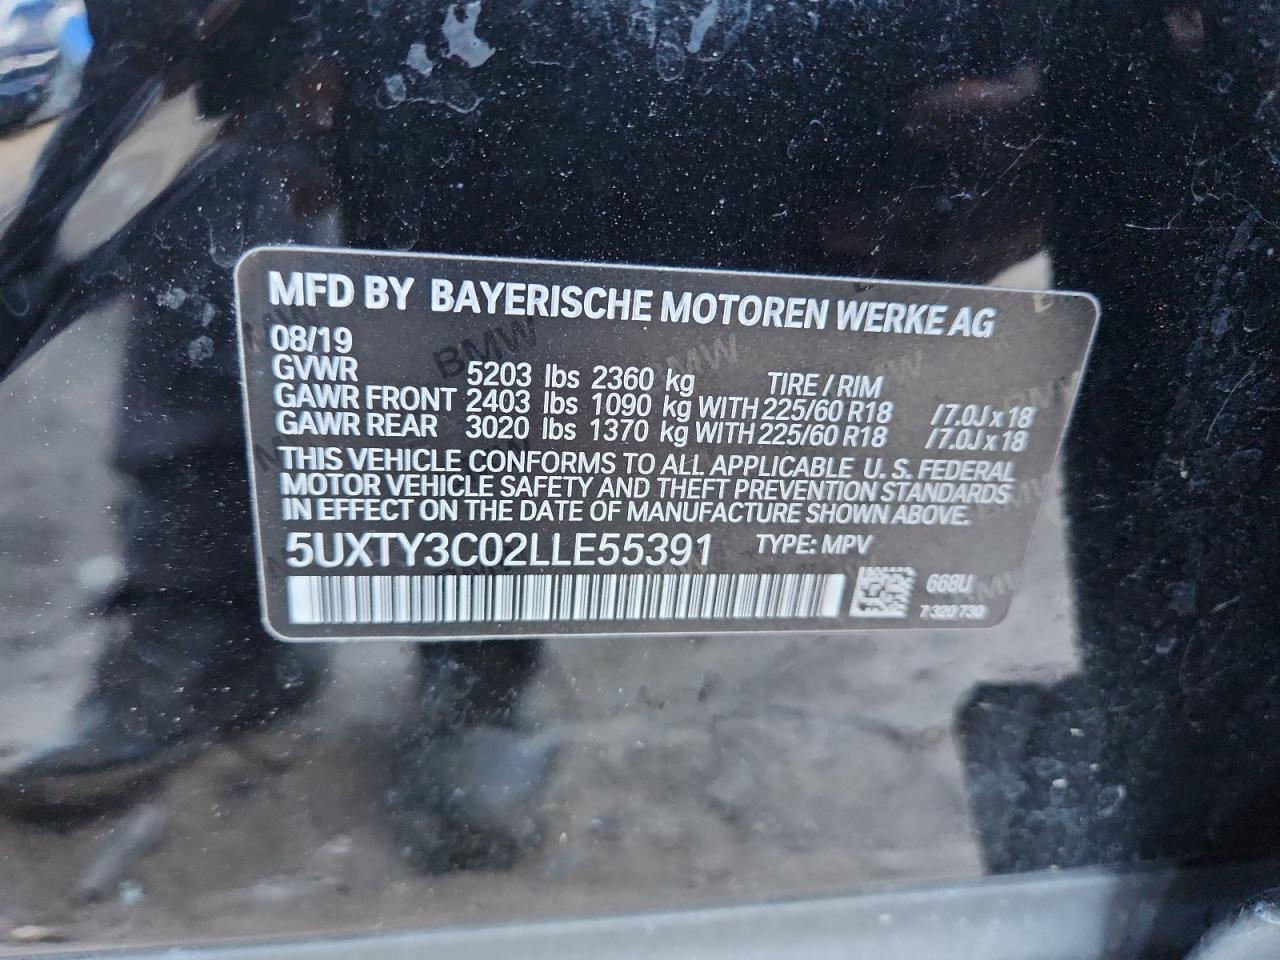 MFD BY BAYERISCHE MOTOREN WERKE AG
08/19
GVWR 5203 lbs 2360 kg TIRE / RIM
GAWR FRONT 2403 lbs 1090 kg WITH 225/60 R18 /7.0J x 18
GAWR REAR 3020 lbs 1370 kg WITH 225/60 R18 /7.0J x 18
THIS VEHICLE CONFORMS TO ALL APPLICABLE U. S. FEDERAL
MOTOR VEHICLE SAFETY AND THEFT PREVENTION STANDARDS
IN EFFECT ON THE DATE OF MANUFACTURE SHOWN ABOVE.
5UXTY3C02LLE55391 TYPE: MPV
668U
7 320 730